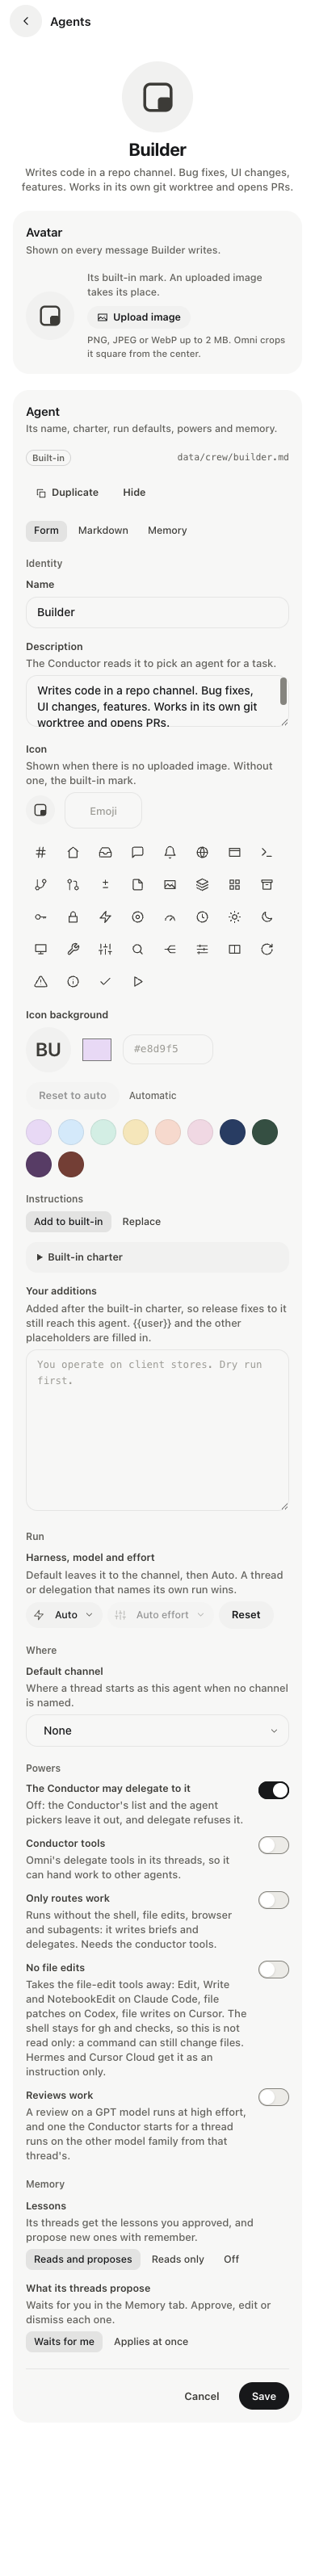 Agents
Builder
Writes code in a repo channel. Bug fixes, UI changes,
features. Works in its own git worktree and opens PRs.
Avatar
Shown on every message Builder writes.
Its built-in mark. An uploaded image
takes its place.
Upload image
PNG, JPEG or WebP up to 2 MB. Omni crops
it square from the center.
Agent
Its name, charter, run defaults, powers and memory.
Built-in
data/crew/builder.md
Duplicate
Hide
Form
Markdown
Memory
Identity
Name
Builder
Description
The Conductor reads it to pick an agent for a task.
Writes code in a repo channel. Bug fixes,
UI changes, features. Works in its own git
worktree and opens PRs.
Icon
Shown when there is no uploaded image. Without
one, the built-in mark.
Emoji
Icon background
BU
#e8d9f5
Reset to auto
Automatic
Instructions
Add to built-in
Replace
Built-in charter
Your additions
Added after the built-in charter, so release fixes to it
still reach this agent. {{user}} and the other
placeholders are filled in.
You operate on client stores. Dry run
first.
Run
Harness, model and effort
Default leaves it to the channel, then Auto. A thread
or delegation that names its own run wins.
Auto
Auto effort
Reset
Where
Default channel
Where a thread starts as this agent when no channel
is named.
None
Powers
The Conductor may delegate to it
Off: the Conductor's list and the agent
pickers leave it out, and delegate refuses it.
Conductor tools
Omni's delegate tools in its threads, so it
can hand work to other agents.
Only routes work
Runs without the shell, file edits, browser
and subagents: it writes briefs and
delegates. Needs the conductor tools.
No file edits
Takes the file-edit tools away: Edit, Write
and NotebookEdit on Claude Code, file
patches on Codex, file writes on Cursor. The
shell stays for gh and checks, so this is not
read only: a command can still change files.
Hermes and Cursor Cloud get it as an
instruction only.
Reviews work
A review on a GPT model runs at high effort,
and one the Conductor starts for a thread
runs on the other model family from that
thread's.
Memory
Lessons
Its threads get the lessons you approved, and
propose new ones with remember.
Reads and proposes
Reads only
Off
What its threads propose
Waits for you in the Memory tab. Approve, edit or
dismiss each one.
Waits for me
Applies at once
Cancel
Save